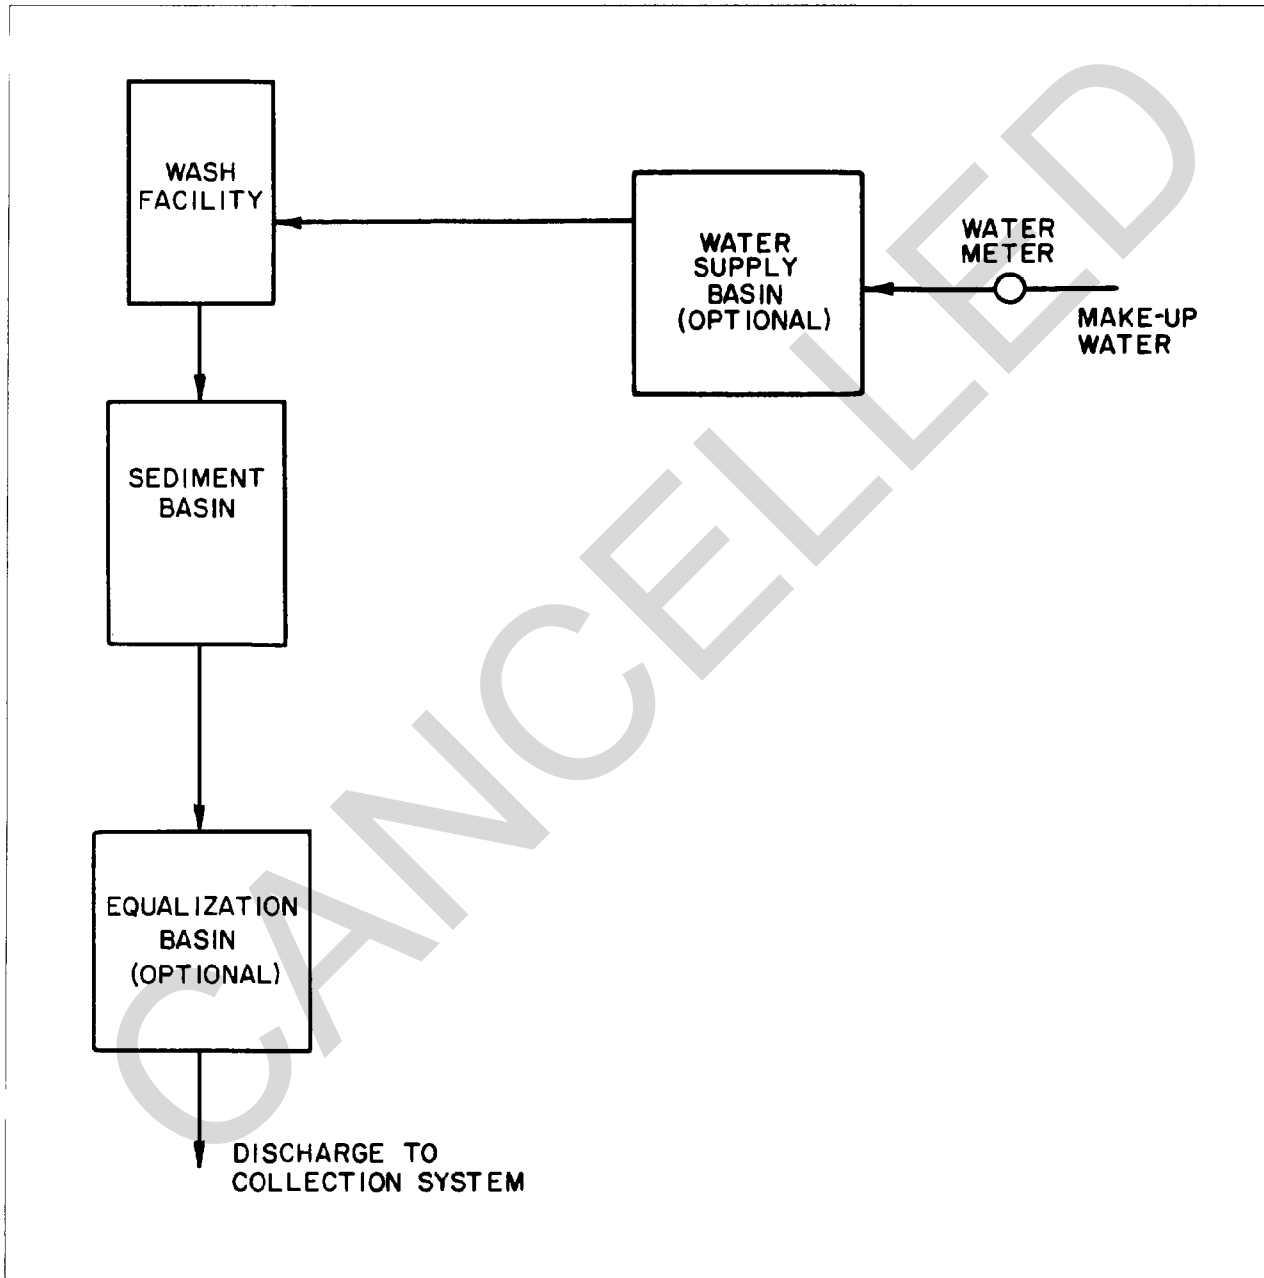 WASH
FACILITY
WATER
SUPPLY
BASIN
(OPTIONAL)
WATER
METER
MAKE-UP
WATER
SEDIMENT
BASIN
EQUALIZATION
BASIN
(OPTIONAL)
DISCHARGE TO
COLLECTION SYSTEM
CANCELLED